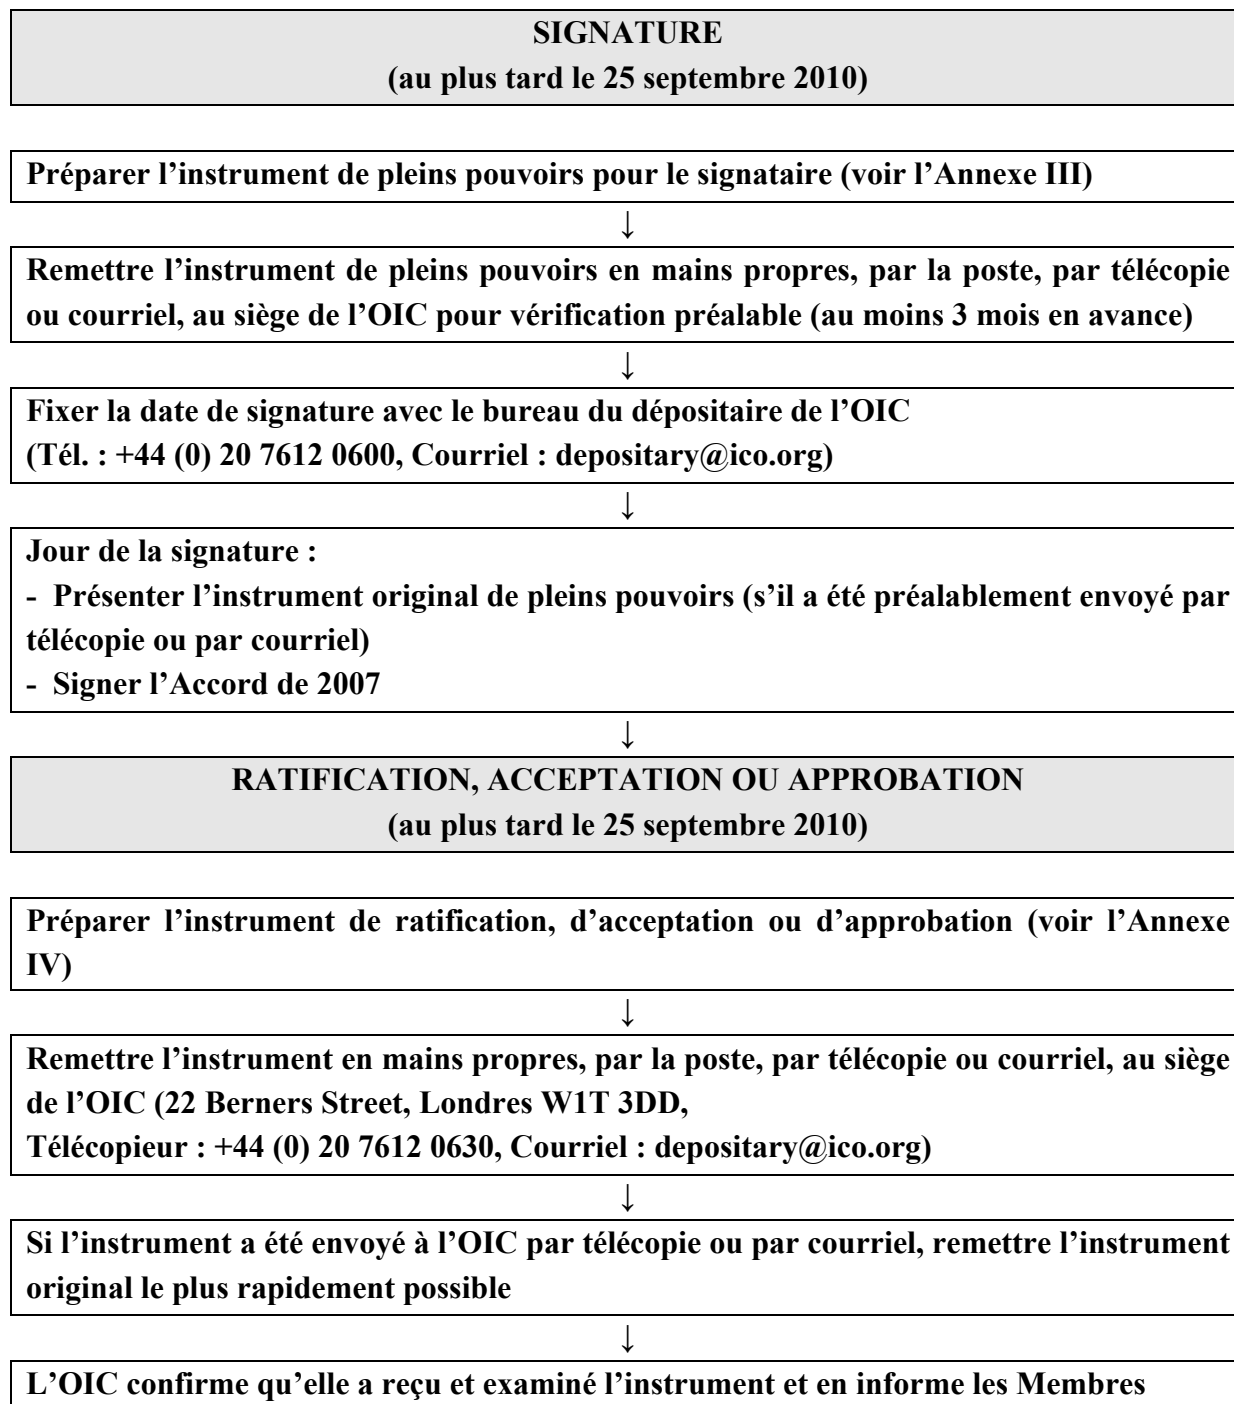 SIGNATURE
(au plus tard le 25 septembre 2010)
Préparer l’instrument de pleins pouvoirs pour le signataire (voir l’Annexe III)
↓
Remettre l’instrument de pleins pouvoirs en mains propres, par la poste, par télécopie
ou courriel, au siège de l’OIC pour vérification préalable (au moins 3 mois en avance)
↓
Fixer la date de signature avec le bureau du dépositaire de l’OIC
(Tél. : +44 (0) 20 7612 0600, Courriel : depositary@ico.org)
↓
Jour de la signature :
- Présenter l’instrument original de pleins pouvoirs (s’il a été préalablement envoyé par
télécopie ou par courriel)
- Signer l’Accord de 2007
↓
RATIFICATION, ACCEPTATION OU APPROBATION
(au plus tard le 25 septembre 2010)
Préparer l’instrument de ratification, d’acceptation ou d’approbation (voir l’Annexe
IV)
↓
Remettre l’instrument en mains propres, par la poste, par télécopie ou courriel, au siège
de l’OIC (22 Berners Street, Londres W1T 3DD,
Télécopieur : +44 (0) 20 7612 0630, Courriel : depositary@ico.org)
↓
Si l’instrument a été envoyé à l’OIC par télécopie ou par courriel, remettre l’instrument
original le plus rapidement possible
↓
L’OIC confirme qu’elle a reçu et examiné l’instrument et en informe les Membres